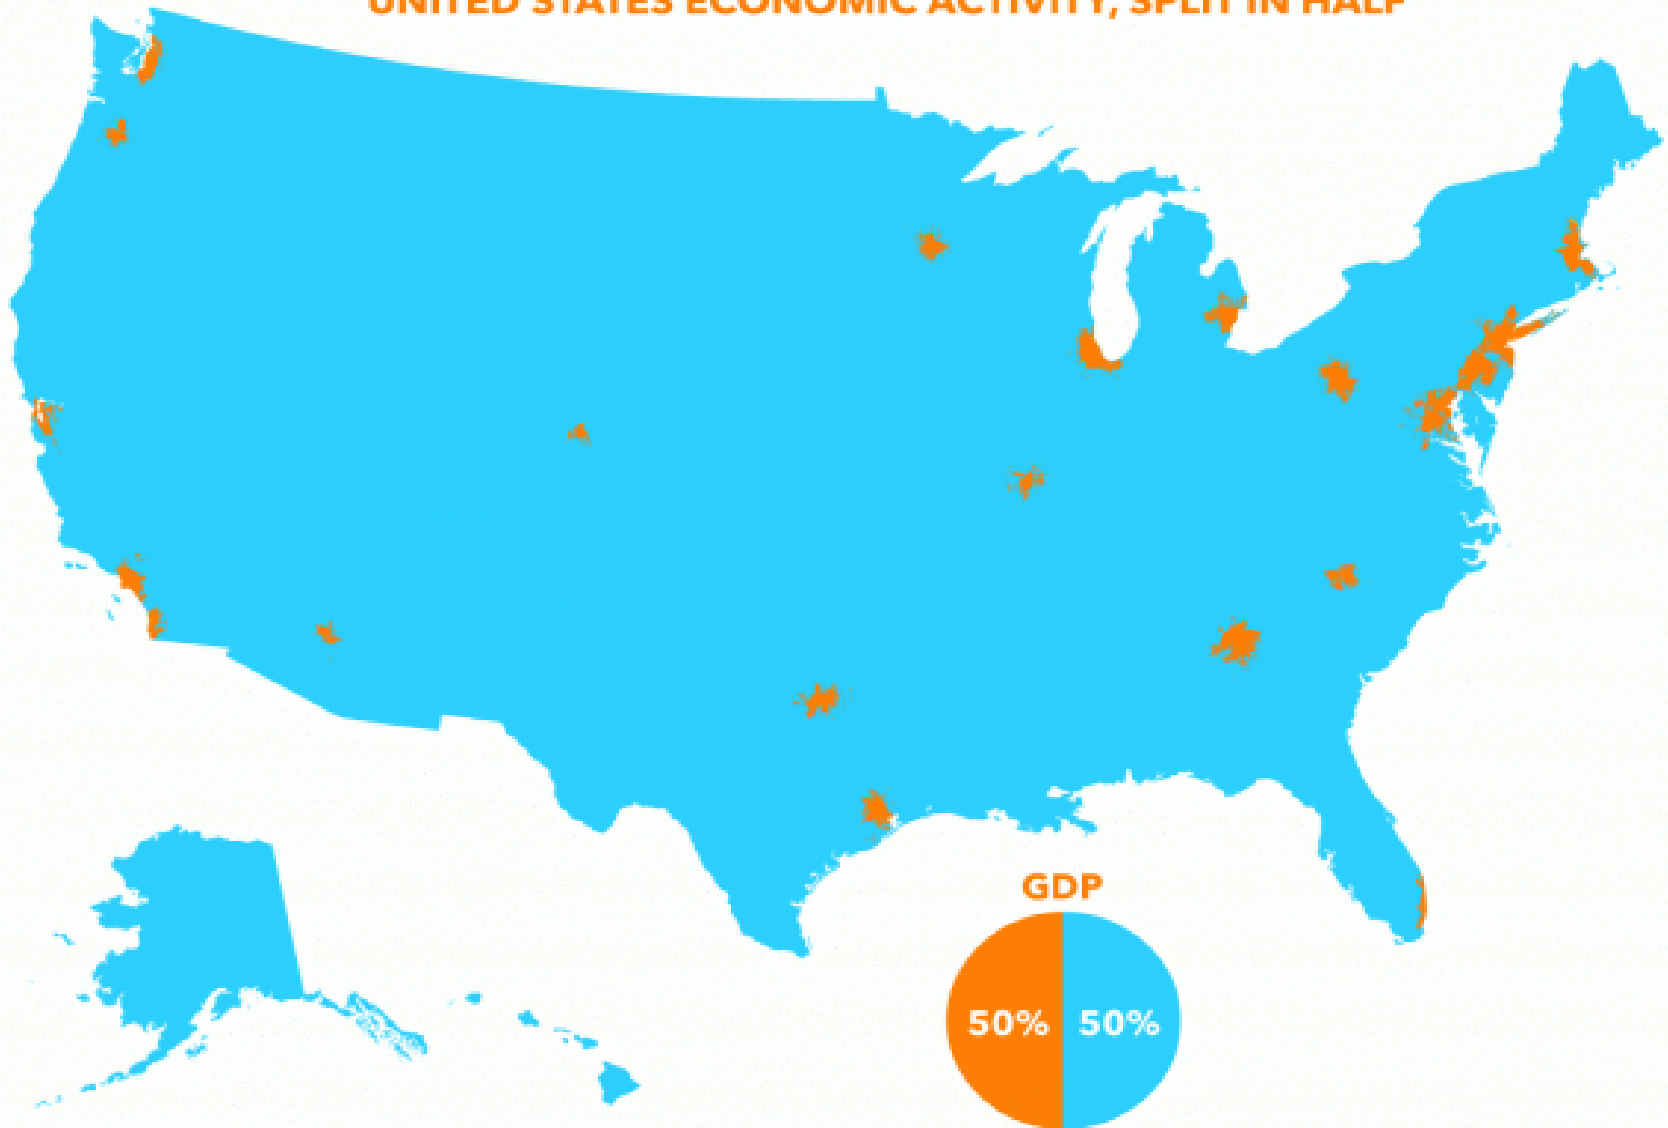 UNITED STATES ECONOMIC ACTIVITY, SPLIT IN HALF
GDP
50% 50%